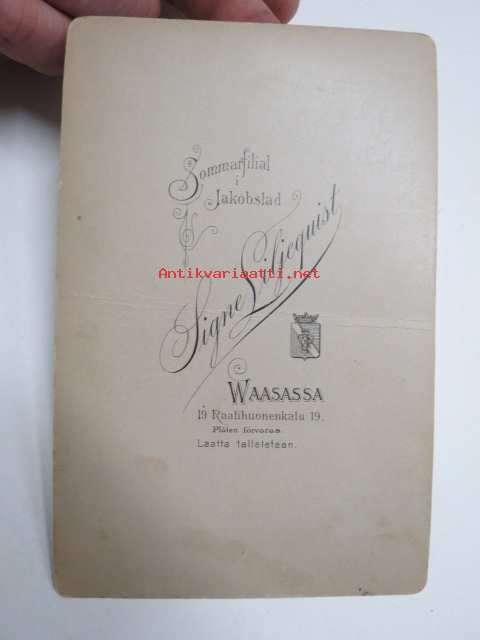 Sommarfilial
i
Jakobstad
Antikvariaatti.net
Signe Liljequist
WAASASSA
19 Raatihuonenkatu 19.
Plåten förvaras.
Laatta talletetaan.